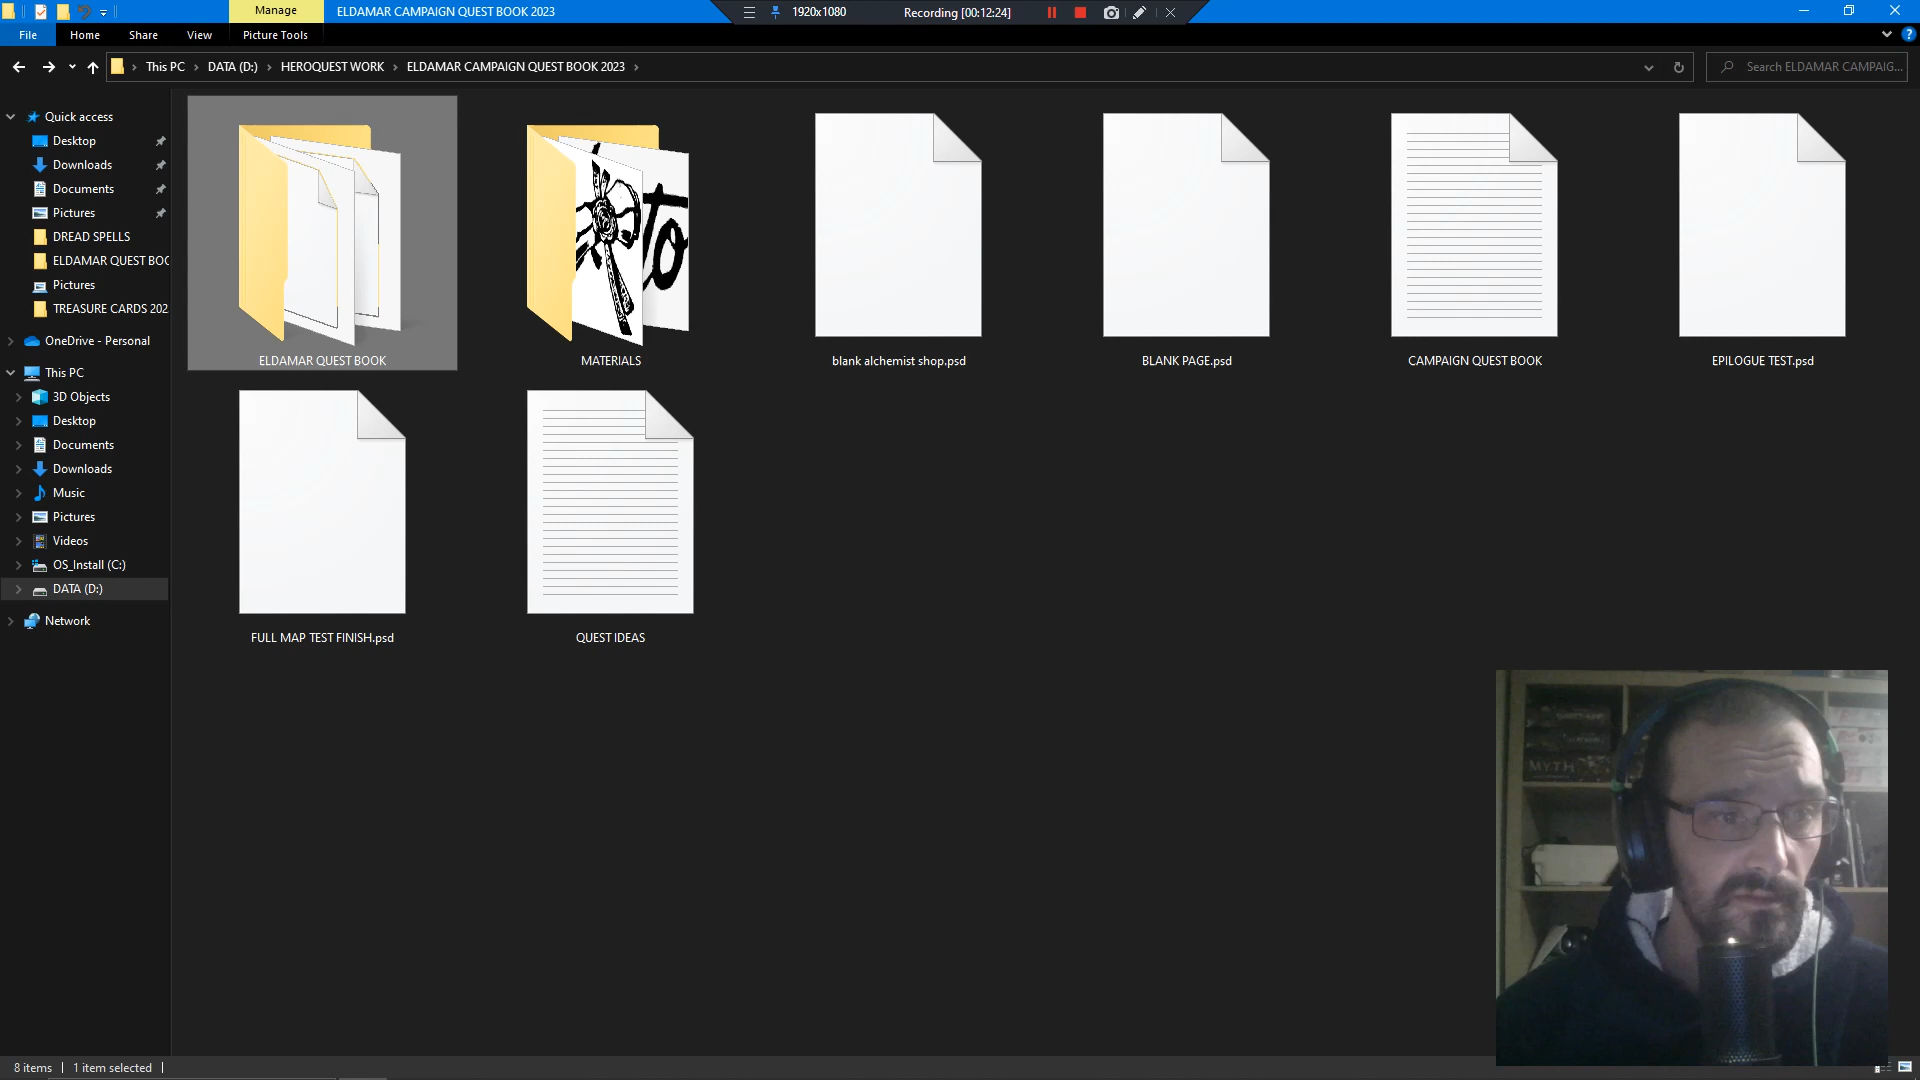 Manage
ELDAMAR CAMPAIGN QUEST BOOK 2023
1920x1080
Recording [00:12:24]
File
Home
Share
View
Picture Tools
This PC
DATA (D:)
HEROQUEST WORK
ELDAMAR CAMPAIGN QUEST BOOK 2023
Search ELDAMAR CAMPAIG...
Quick access
Desktop
Downloads
Documents
Pictures
DREAD SPELLS
ELDAMAR QUEST BOO
Pictures
TREASURE CARDS 202
OneDrive - Personal
This PC
3D Objects
Desktop
Documents
Downloads
Music
Pictures
Videos
OS_Install (C:)
DATA (D:)
Network
to
ELDAMAR QUEST BOOK
MATERIALS
blank alchemist shop.psd
BLANK PAGE.psd
CAMPAIGN QUEST BOOK
EPILOGUE TEST.psd
FULL MAP TEST FINISH.psd
QUEST IDEAS
MYTH
8 items
1 item selected